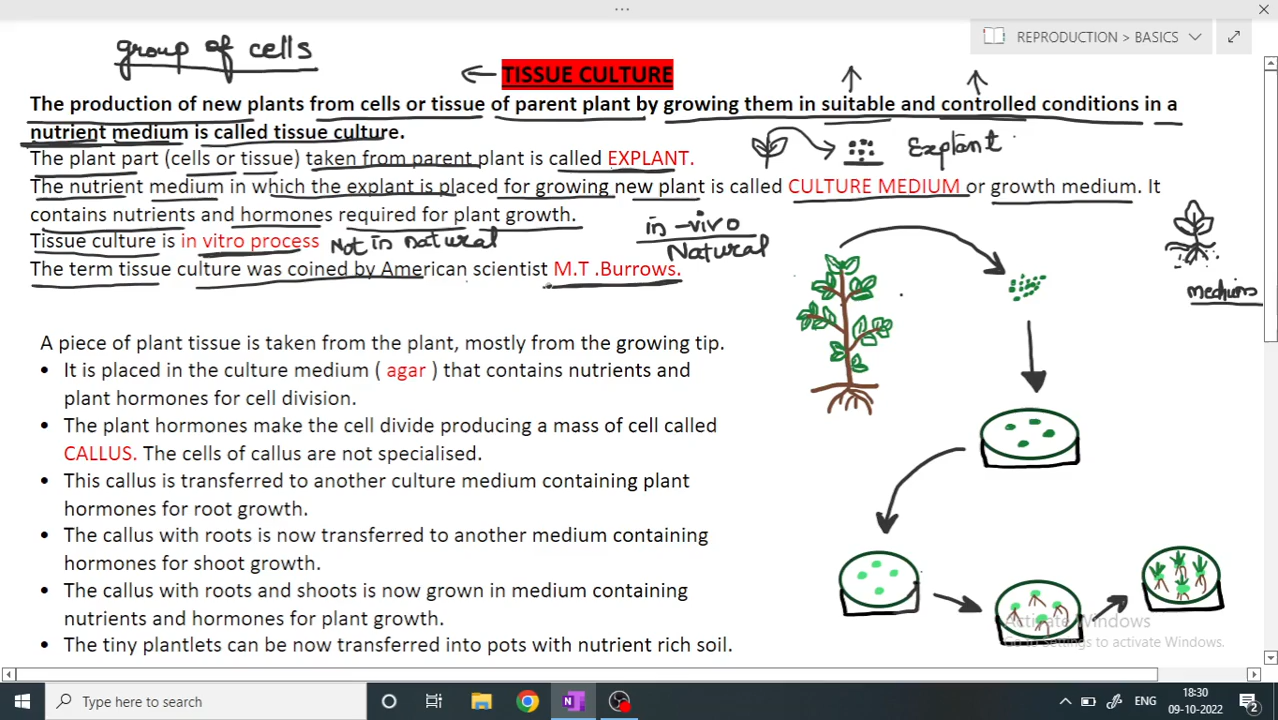 REPRODUCTION > BASICS
group of cells
TISSUE CULTURE
The production of new plants from cells or tissue of parent plant by growing them in suitable and controlled conditions in a
nutrient medium is called tissue culture.
The plant part (cells or tissue) taken from parent plant is called EXPLANT.
Explant
The nutrient medium in which the explant is placed for growing new plant is called CULTURE MEDIUM or growth medium. It
contains nutrients and hormones required for plant growth.
in-vivo
Natural
Tissue culture is in vitro process
Not in natural
The term tissue culture was coined by American scientist M.T .Burrows.
medium
A piece of plant tissue is taken from the plant, mostly from the growing tip.
• It is placed in the culture medium ( agar ) that contains nutrients and
plant hormones for cell division.
• The plant hormones make the cell divide producing a mass of cell called
CALLUS. The cells of callus are not specialised.
• This callus is transferred to another culture medium containing plant
hormones for root growth.
• The callus with roots is now transferred to another medium containing
hormones for shoot growth.
• The callus with roots and shoots is now grown in medium containing
nutrients and hormones for plant growth.
• The tiny plantlets can be now transferred into pots with nutrient rich soil.
Activate Windows
Go to Settings to activate Windows.
Type here to search
ENG
18:30
09-10-2022
2